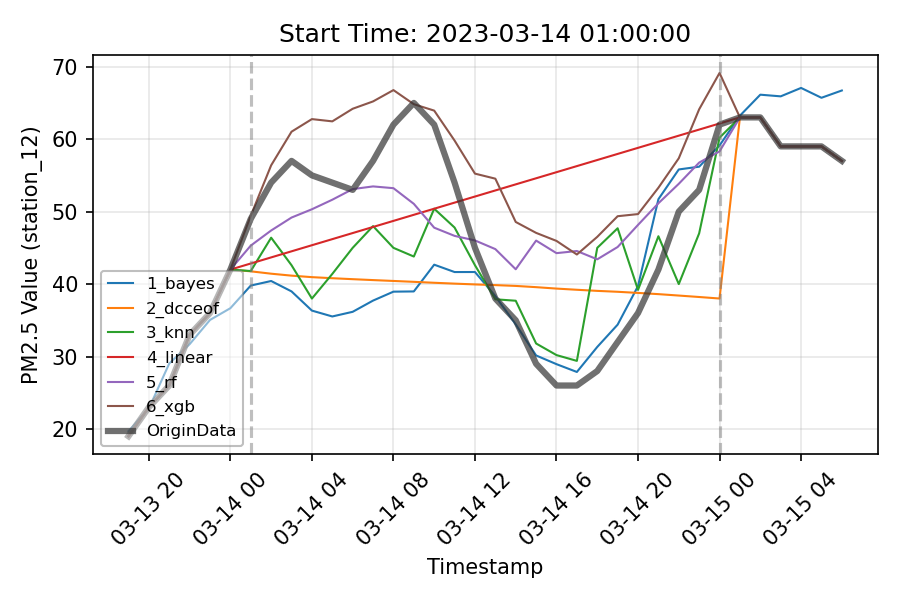 Start Time: 2023-03-14 01:00:00
PM2.5 Value (station_12)
70
60
50
40
30
20
1_bayes
2_dcceof
3_knn
4_linear
5_rf
6_xgb
OriginData
03-13 20
03-14 00
03-14 04
03-14 08
03-14 12
03-14 16
03-14 20
03-15 00
03-15 04
Timestamp